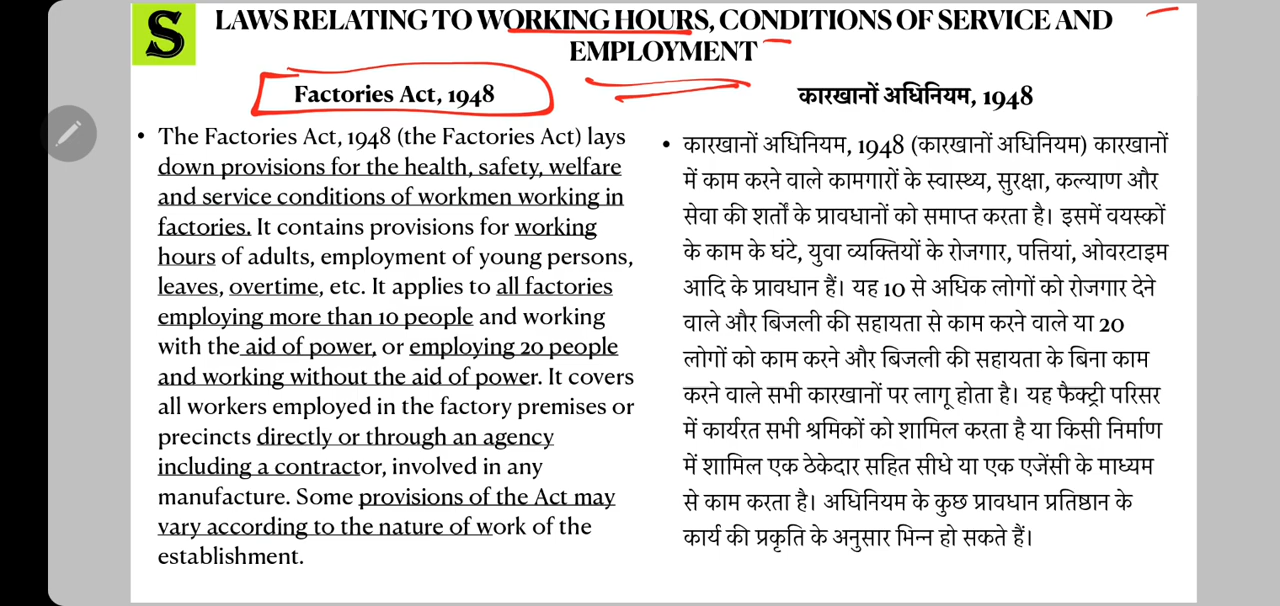 S
LAWS RELATING TO WORKING HOURS, CONDITIONS OF SERVICE AND
EMPLOYMENT
Factories Act, 1948
• The Factories Act, 1948 (the Factories Act) lays
down provisions for the health, safety, welfare
and service conditions of workmen working in
factories. It contains provisions for working
hours of adults, employment of young persons,
leaves, overtime, etc. It applies to all factories
employing more than 10 people and working
with the aid of power, or employing 20 people
and working without the aid of power. It covers
all workers employed in the factory premises or
precincts directly or through an agency
including a contractor, involved in any
manufacture. Some provisions of the Act may
vary according to the nature of work of the
establishment.
कारखानों अधिनियम, 1948
• कारखानों अधिनियम, 1948 (कारखानों अधिनियम) कारखानों
में काम करने वाले कामगारों के स्वास्थ्य, सुरक्षा, कल्याण और
सेवा की शर्तों के प्रावधानों को समाप्त करता है। इसमें वयस्कों
के काम के घंटे, युवा व्यक्तियों के रोजगार, पत्तियां, ओवरटाइम
आदि के प्रावधान हैं। यह 10 से अधिक लोगों को रोजगार देने
वाले और बिजली की सहायता से काम करने वाले या 20
लोगों को काम करने और बिजली की सहायता के बिना काम
करने वाले सभी कारखानों पर लागू होता है। यह फैक्ट्री परिसर
में कार्यरत सभी श्रमिकों को शामिल करता है या किसी निर्माण
में शामिल एक ठेकेदार सहित सीधे या एक एजेंसी के माध्यम
से काम करता है। अधिनियम के कुछ प्रावधान प्रतिष्ठान के
कार्य की प्रकृति के अनुसार भिन्न हो सकते हैं।